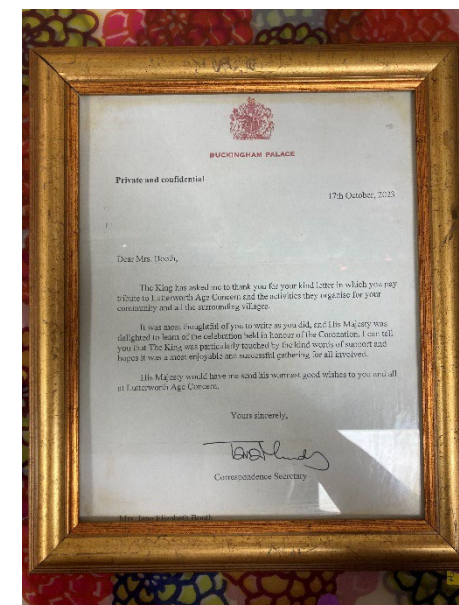 BUCKINGHAM PALACE
Private and confidential
17th October, 2023
Dear Mrs. Booth,
The King has asked me to thank you for your kind letter in which you pay
tribute to Lutterworth Age Concern and the activities they organise for your
community and all the surrounding villages.
It was most thoughtful of you to write as you did, and His Majesty was
delighted to learn of the celebration held in honour of the Coronation. I can tell
you that The King was particularly touched by the kind words of support and
hopes it was a most enjoyable and successful gathering for all involved.
His Majesty would have me send his warmest good wishes to you and all
at Lutterworth Age Concern.
Yours sincerely,
Correspondence Secretary
Mrs. Jane Elizabeth Booth